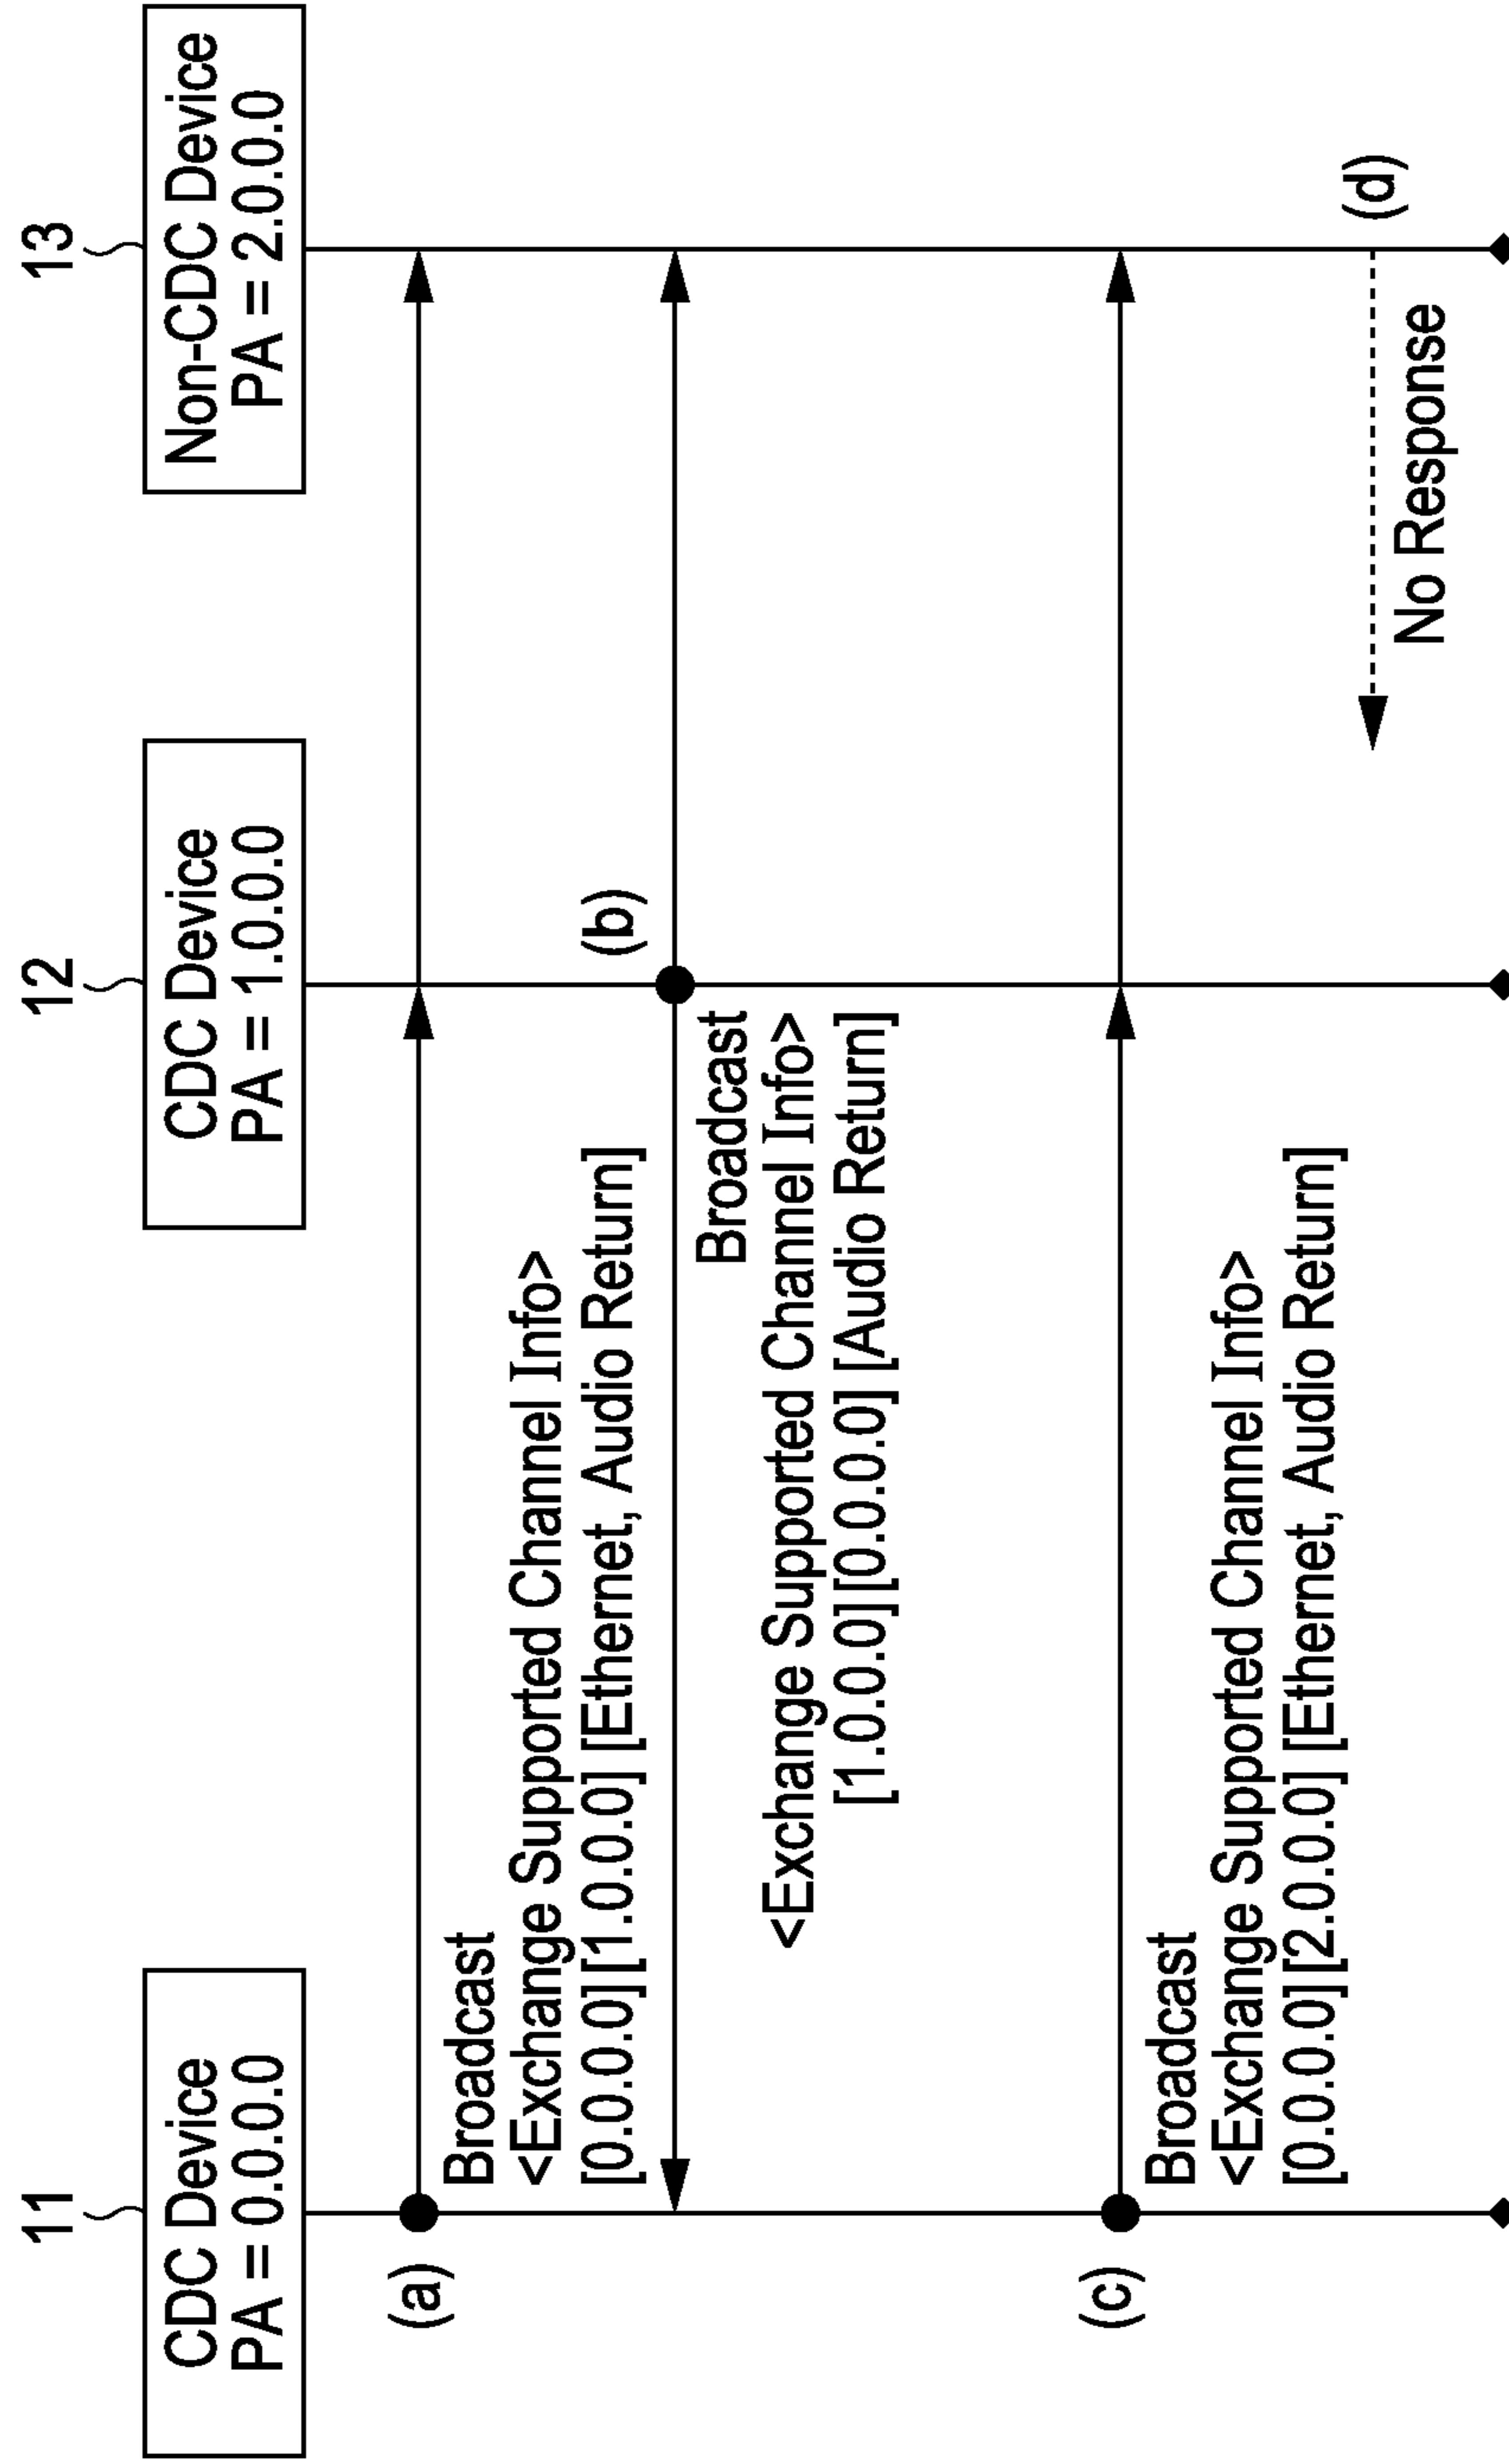 11
12
13
CDC Device
PA = 0.0.0.0
CDC Device
PA = 1.0.0.0
Non-CDC Device
PA = 2.0.0.0
(a)
Broadcast
<Exchange Supported Channel Info>
[0.0.0.0][1.0.0.0] [Ethernet, Audio Return]
(b)
Broadcast
<Exchange Supported Channel Info>
[1.0.0.0][0.0.0.0] [Audio Return]
(c)
Broadcast
<Exchange Supported Channel Info>
[0.0.0.0][2.0.0.0] [Ethernet, Audio Return]
(d)
No Response